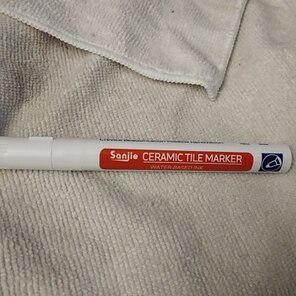 Sanjie CERAMIC TILE MARKER
WATER-BASED INK